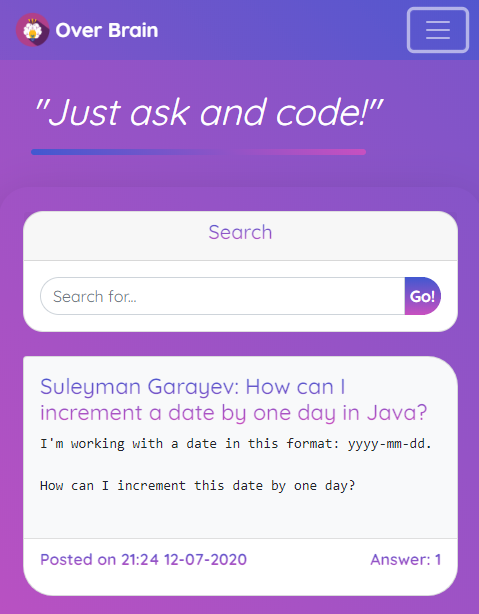 Over Brain
"Just ask and code!"
Search
Search for...
Go!
Suleyman Garayev: How can I
increment a date by one day in Java?
I'm working with a date in this format: yyyy-mm-dd.
How can I increment this date by one day?
Posted on 21:24 12-07-2020
Answer: 1